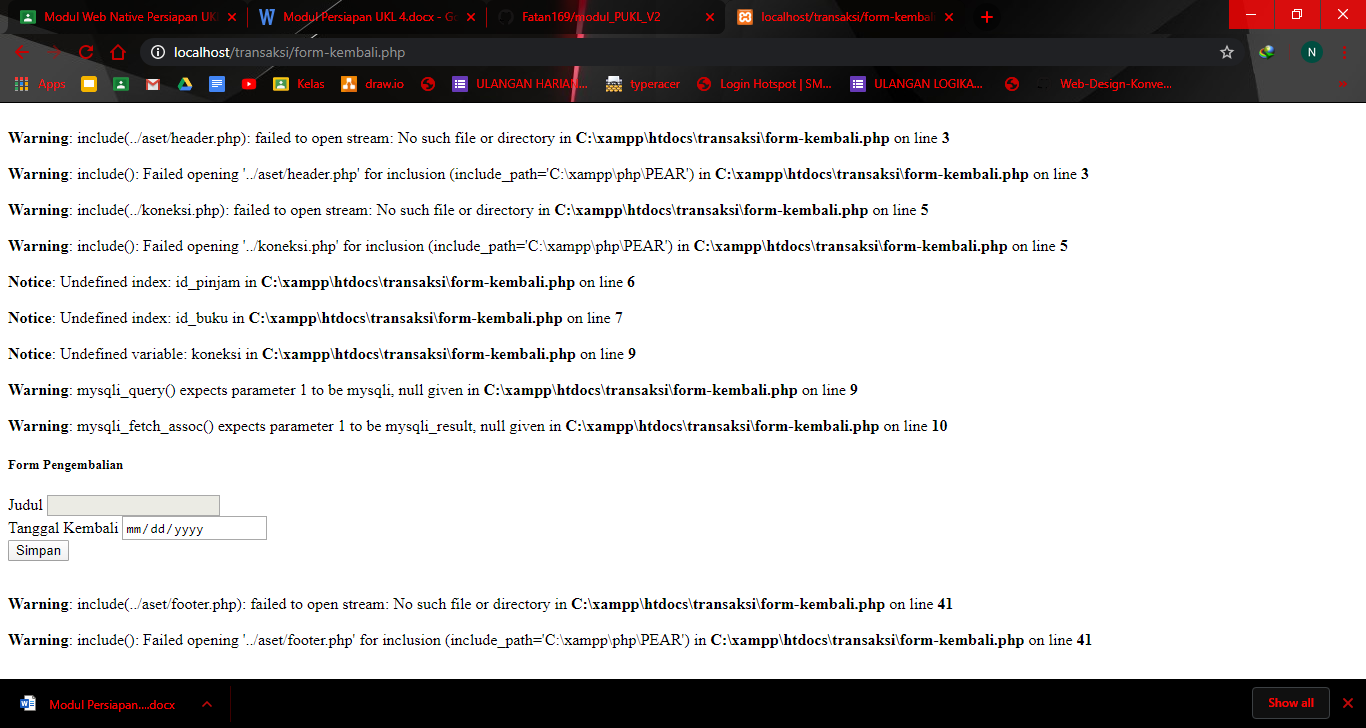 Modul Web Native Persiapan UK
Modul Persiapan UKL 4.docx - Go
Fatan169/modul_PUKL_V2
localhost/transaksi/form-kembali
localhost/transaksi/form-kembali.php
N
Apps
Kelas
draw.io
ULANGAN HARIAN...
typeracer
Login Hotspot | SM...
ULANGAN LOGIKA...
Web-Design-Konve...
Warning: include(../aset/header.php): failed to open stream: No such file or directory in C:\xampp\htdocs\transaksi\form-kembali.php on line 3
Warning: include(): Failed opening '../aset/header.php' for inclusion (include_path='C:\xampp\php\PEAR') in C:\xampp\htdocs\transaksi\form-kembali.php on line 3
Warning: include(../koneksi.php): failed to open stream: No such file or directory in C:\xampp\htdocs\transaksi\form-kembali.php on line 5
Warning: include(): Failed opening '../koneksi.php' for inclusion (include_path='C:\xampp\php\PEAR') in C:\xampp\htdocs\transaksi\form-kembali.php on line 5
Notice: Undefined index: id_pinjam in C:\xampp\htdocs\transaksi\form-kembali.php on line 6
Notice: Undefined index: id_buku in C:\xampp\htdocs\transaksi\form-kembali.php on line 7
Notice: Undefined variable: koneksi in C:\xampp\htdocs\transaksi\form-kembali.php on line 9
Warning: mysqli_query() expects parameter 1 to be mysqli, null given in C:\xampp\htdocs\transaksi\form-kembali.php on line 9
Warning: mysqli_fetch_assoc() expects parameter 1 to be mysqli_result, null given in C:\xampp\htdocs\transaksi\form-kembali.php on line 10
Form Pengembalian
Judul
Tanggal Kembali mm/dd/yyyy
Simpan
Warning: include(../aset/footer.php): failed to open stream: No such file or directory in C:\xampp\htdocs\transaksi\form-kembali.php on line 41
Warning: include(): Failed opening '../aset/footer.php' for inclusion (include_path='C:\xampp\php\PEAR') in C:\xampp\htdocs\transaksi\form-kembali.php on line 41
Modul Persiapan....docx
Show all